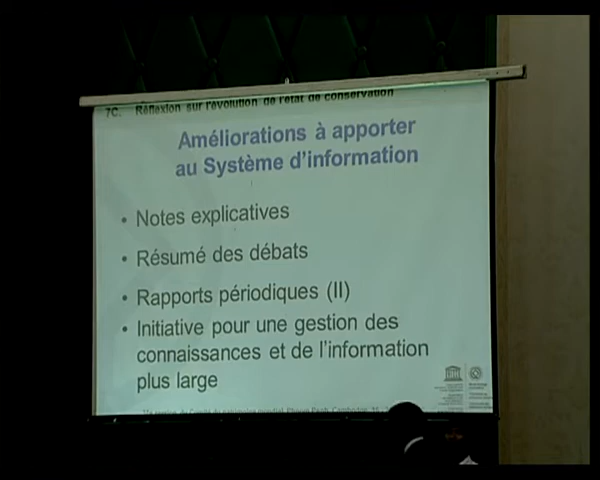 7C. Réflexion sur l'évolution de l'état de conservation
Améliorations à apporter
au Système d'information
• Notes explicatives
• Résumé des débats
• Rapports périodiques (II)
• Initiative pour une gestion des
connaissances et de l'information
plus large